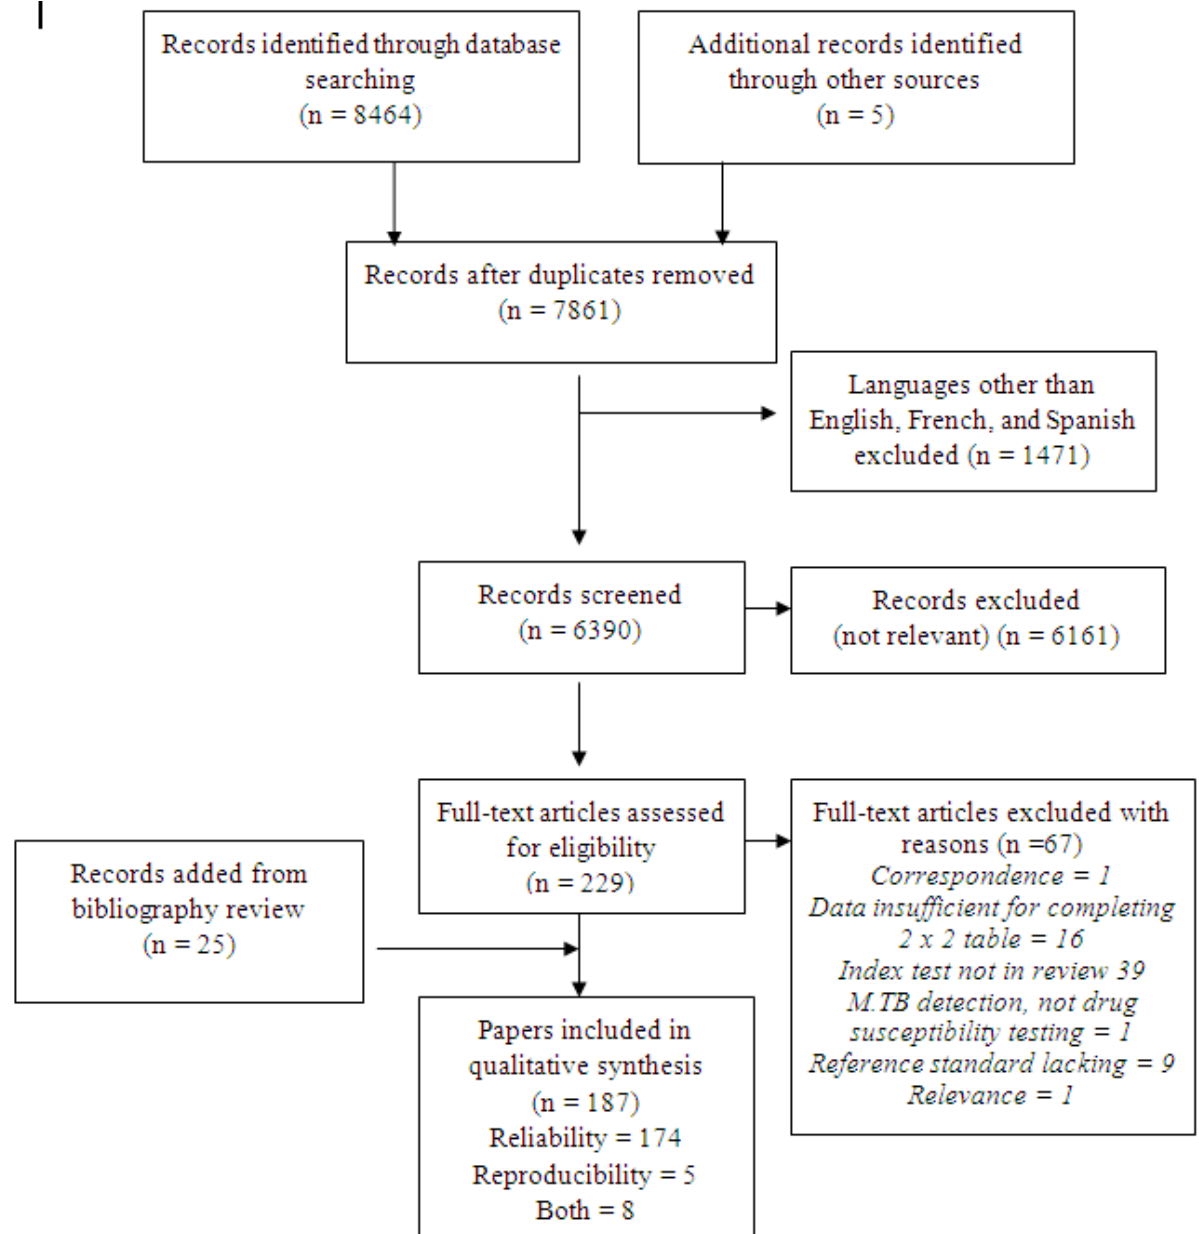 Records identified through database
searching
(n = 8464)
Additional records identified
through other sources
(n = 5)
Records after duplicates removed
(n = 7861)
Languages other than
English, French, and Spanish
excluded (n = 1471)
Records screened
(n = 6390)
Records excluded
(not relevant) (n = 6161)
Full-text articles assessed
for eligibility
(n = 229)
Full-text articles excluded with
reasons (n =67)
Correspondence = 1
Data insufficient for completing
2 x 2 table = 16
Index test not in review 39
M.TB detection, not drug
susceptibility testing = 1
Reference standard lacking = 9
Relevance = 1
Records added from
bibliography review
(n = 25)
Papers included in
qualitative synthesis
(n = 187)
Reliability = 174
Reproducibility = 5
Both = 8